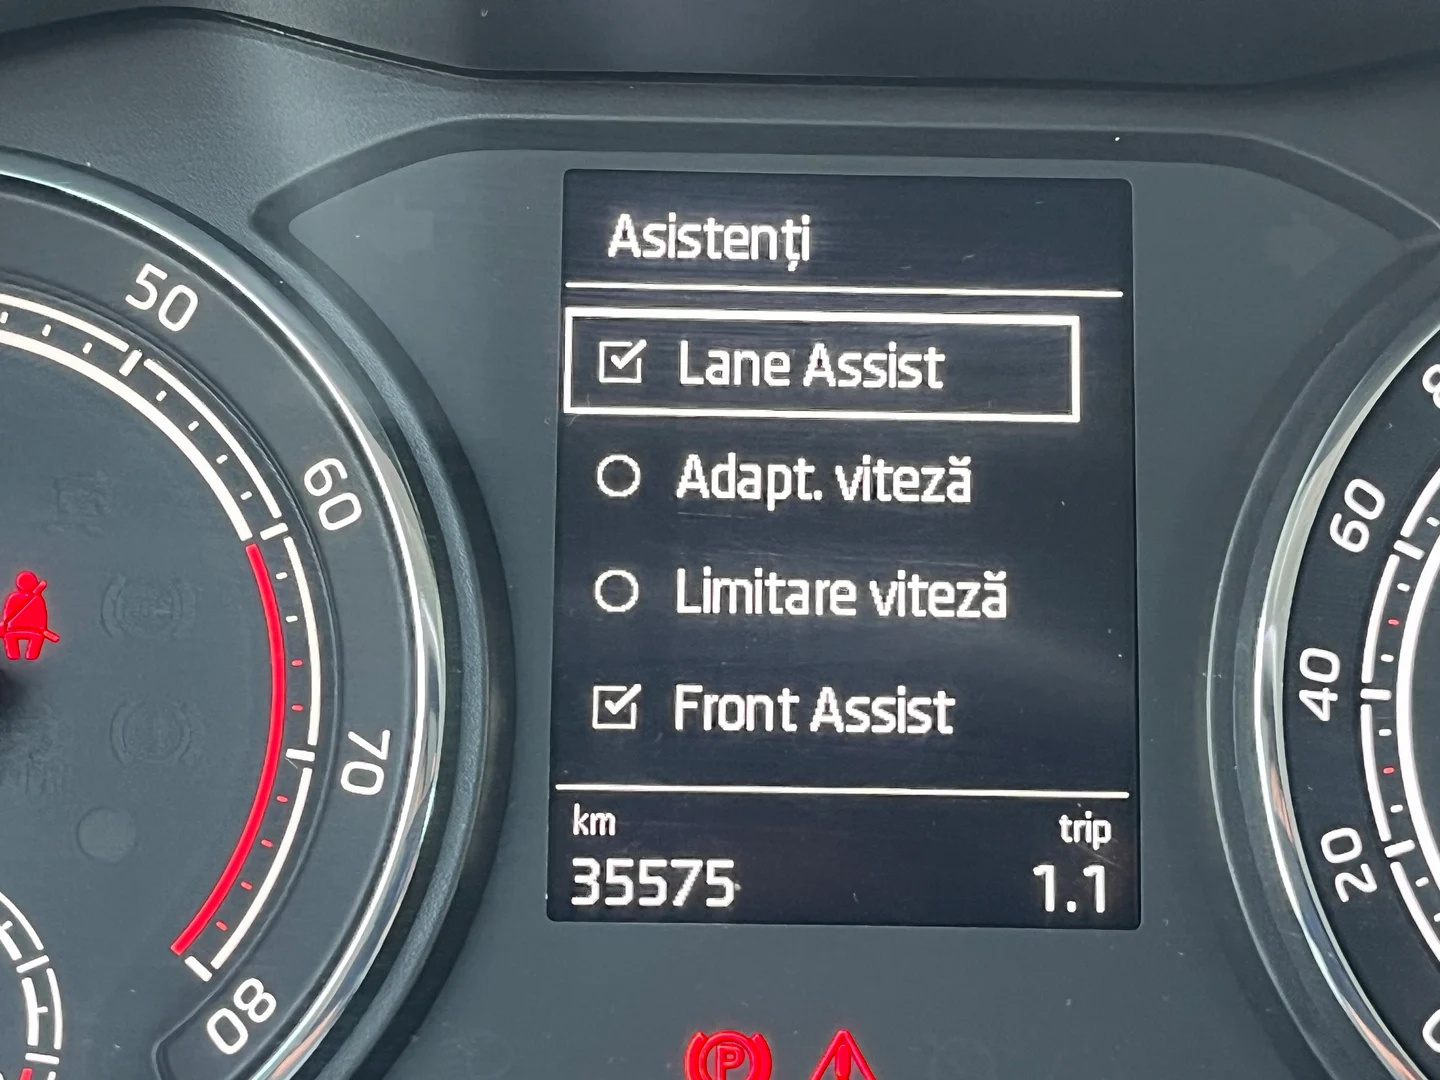 Asistenți
Lane Assist
Adapt. viteză
Limitare viteză
Front Assist
km trip
35575 1.1
50
60
70
80
60
40
20
P